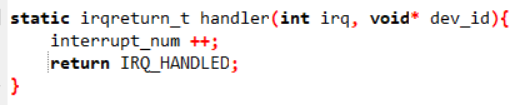 static irqreturn_t handler(int irq, void* dev_id){
    interrupt_num ++;
    return IRQ_HANDLED;
}